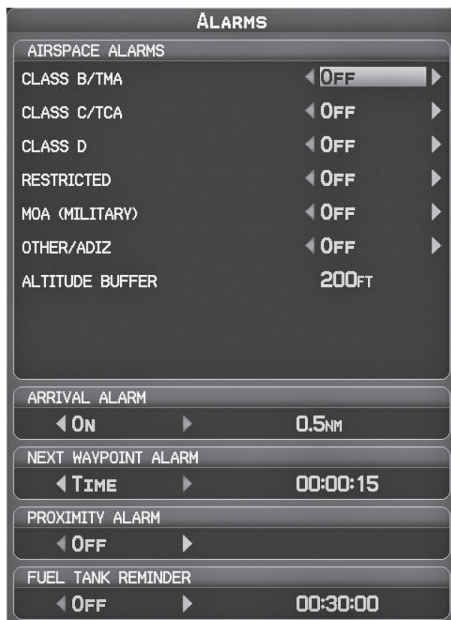 ALARMS
AIRSPACE ALARMS
CLASS B/TMA OFF
CLASS C/TCA OFF
CLASS D OFF
RESTRICTED OFF
MOA (MILITARY) OFF
OTHER/ADIZ OFF
ALTITUDE BUFFER 200FT
ARRIVAL ALARM
ON 0.5NM
NEXT WAYPOINT ALARM
TIME 00:00:15
PROXIMITY ALARM
OFF
FUEL TANK REMINDER
OFF 00:30:00